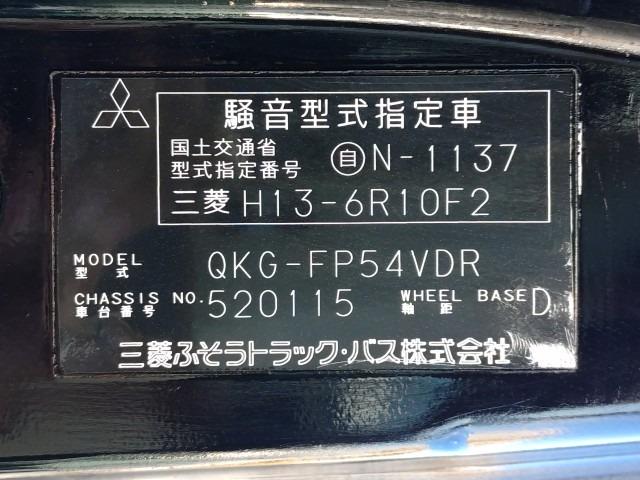 騒音型式指定車
国土交通省
型式指定番号 自N-1137
三菱 H13-6R10F2
MODEL
型式 QKG-FP54VDR
CHASSIS NO. 520115 WHEEL BASE D
車台番号 軸距
三菱ふそうトラック・バス株式会社